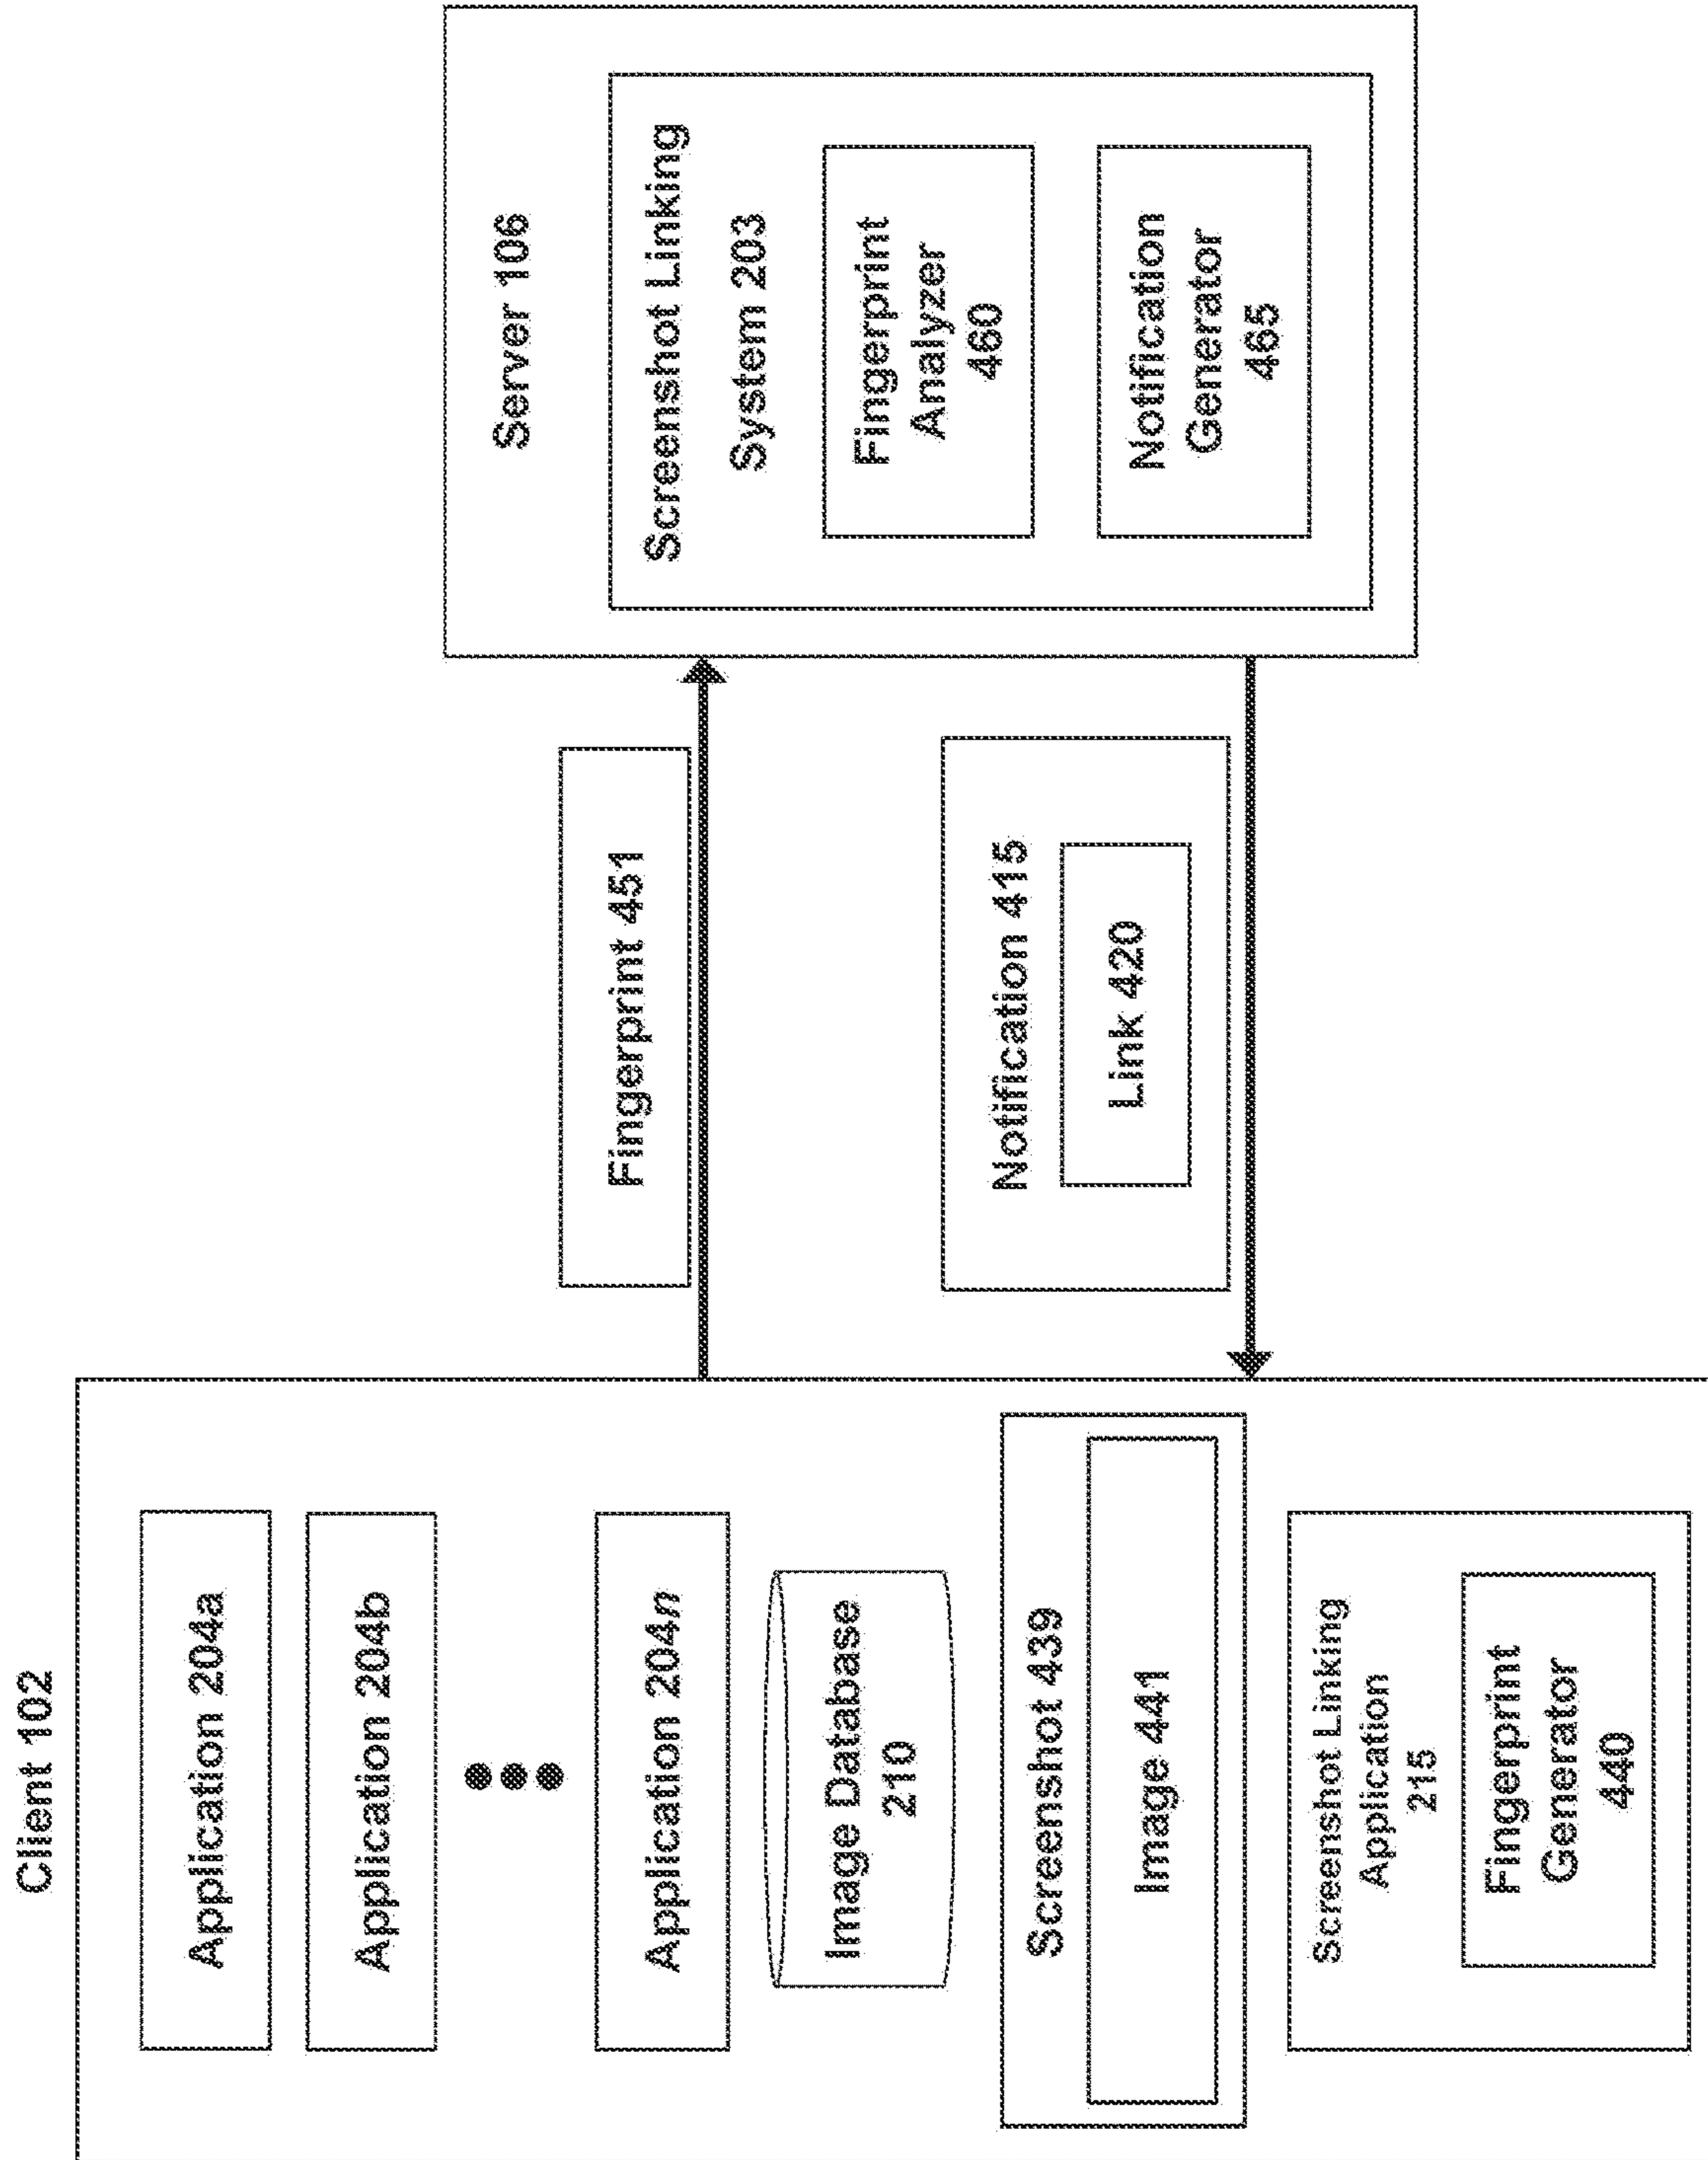 Client 102
Application 204a
Application 204b
Application 204n
Image Database
210
Screenshot 439
Image 441
Screenshot Linking
Application
215
Fingerprint
Generator
440
Fingerprint 451
Notification 415
Link 420
Server 106
Screenshot Linking
System 203
Fingerprint
Analyzer
460
Notification
Generator
465